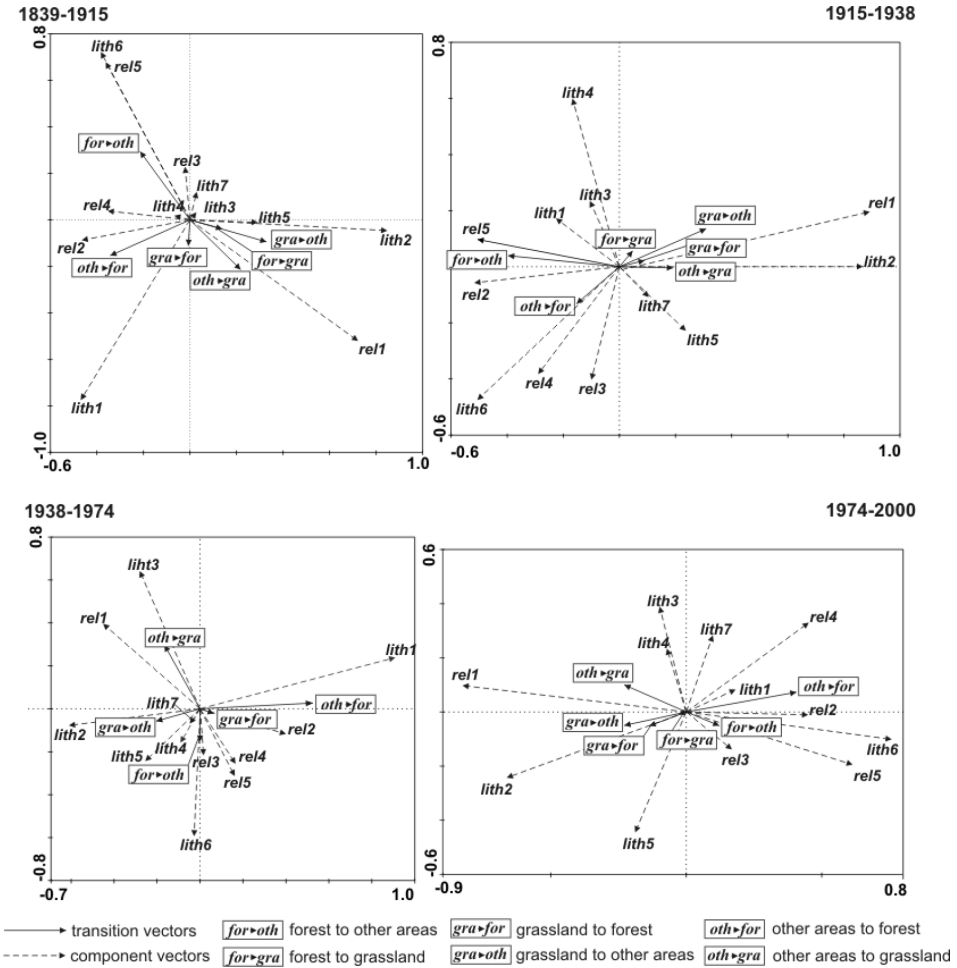 1839-1915
0.8
lith6
rel5
for▸oth
rel3
lith7
rel4
lith4
lith3
lith5
lith2
rel2
gra▸oth
oth▸for
gra▸for
for▸gra
oth▸gra
rel1
lith1
-1.0
-0.6
1.0
1915-1938
0.8
lith4
lith3
rel1
lith1
gra▸oth
rel5
for▸gra
gra▸for
for▸oth
lith2
oth▸gra
rel2
oth▸for
lith7
lith5
rel4
rel3
lith6
-0.6
-0.6
1.0
1938-1974
0.8
liht3
rel1
oth▸gra
lith1
lith7
oth▸for
lith2
gra▸oth
gra▸for
rel2
lith4
lith5
rel3
rel4
for▸oth
rel5
lith6
-0.8
-0.7
1.0
1974-2000
0.6
lith3
rel4
lith7
lith4
rel1
oth▸gra
lith1
oth▸for
rel2
gra▸oth
for▸oth
gra▸for
for▸gra
lith6
rel3
rel5
lith2
lith5
-0.6
-0.9
0.8
transition vectors for▸oth forest to other areas gra▸for grassland to forest oth▸for other areas to forest
component vectors for▸gra forest to grassland gra▸oth grassland to other areas oth▸gra other areas to grassland